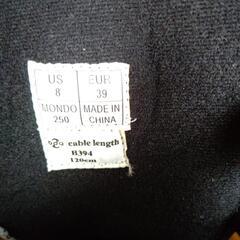 US EUR
8 39
MONDO MADE IN
250 CHINA
cable length
B394
120cm